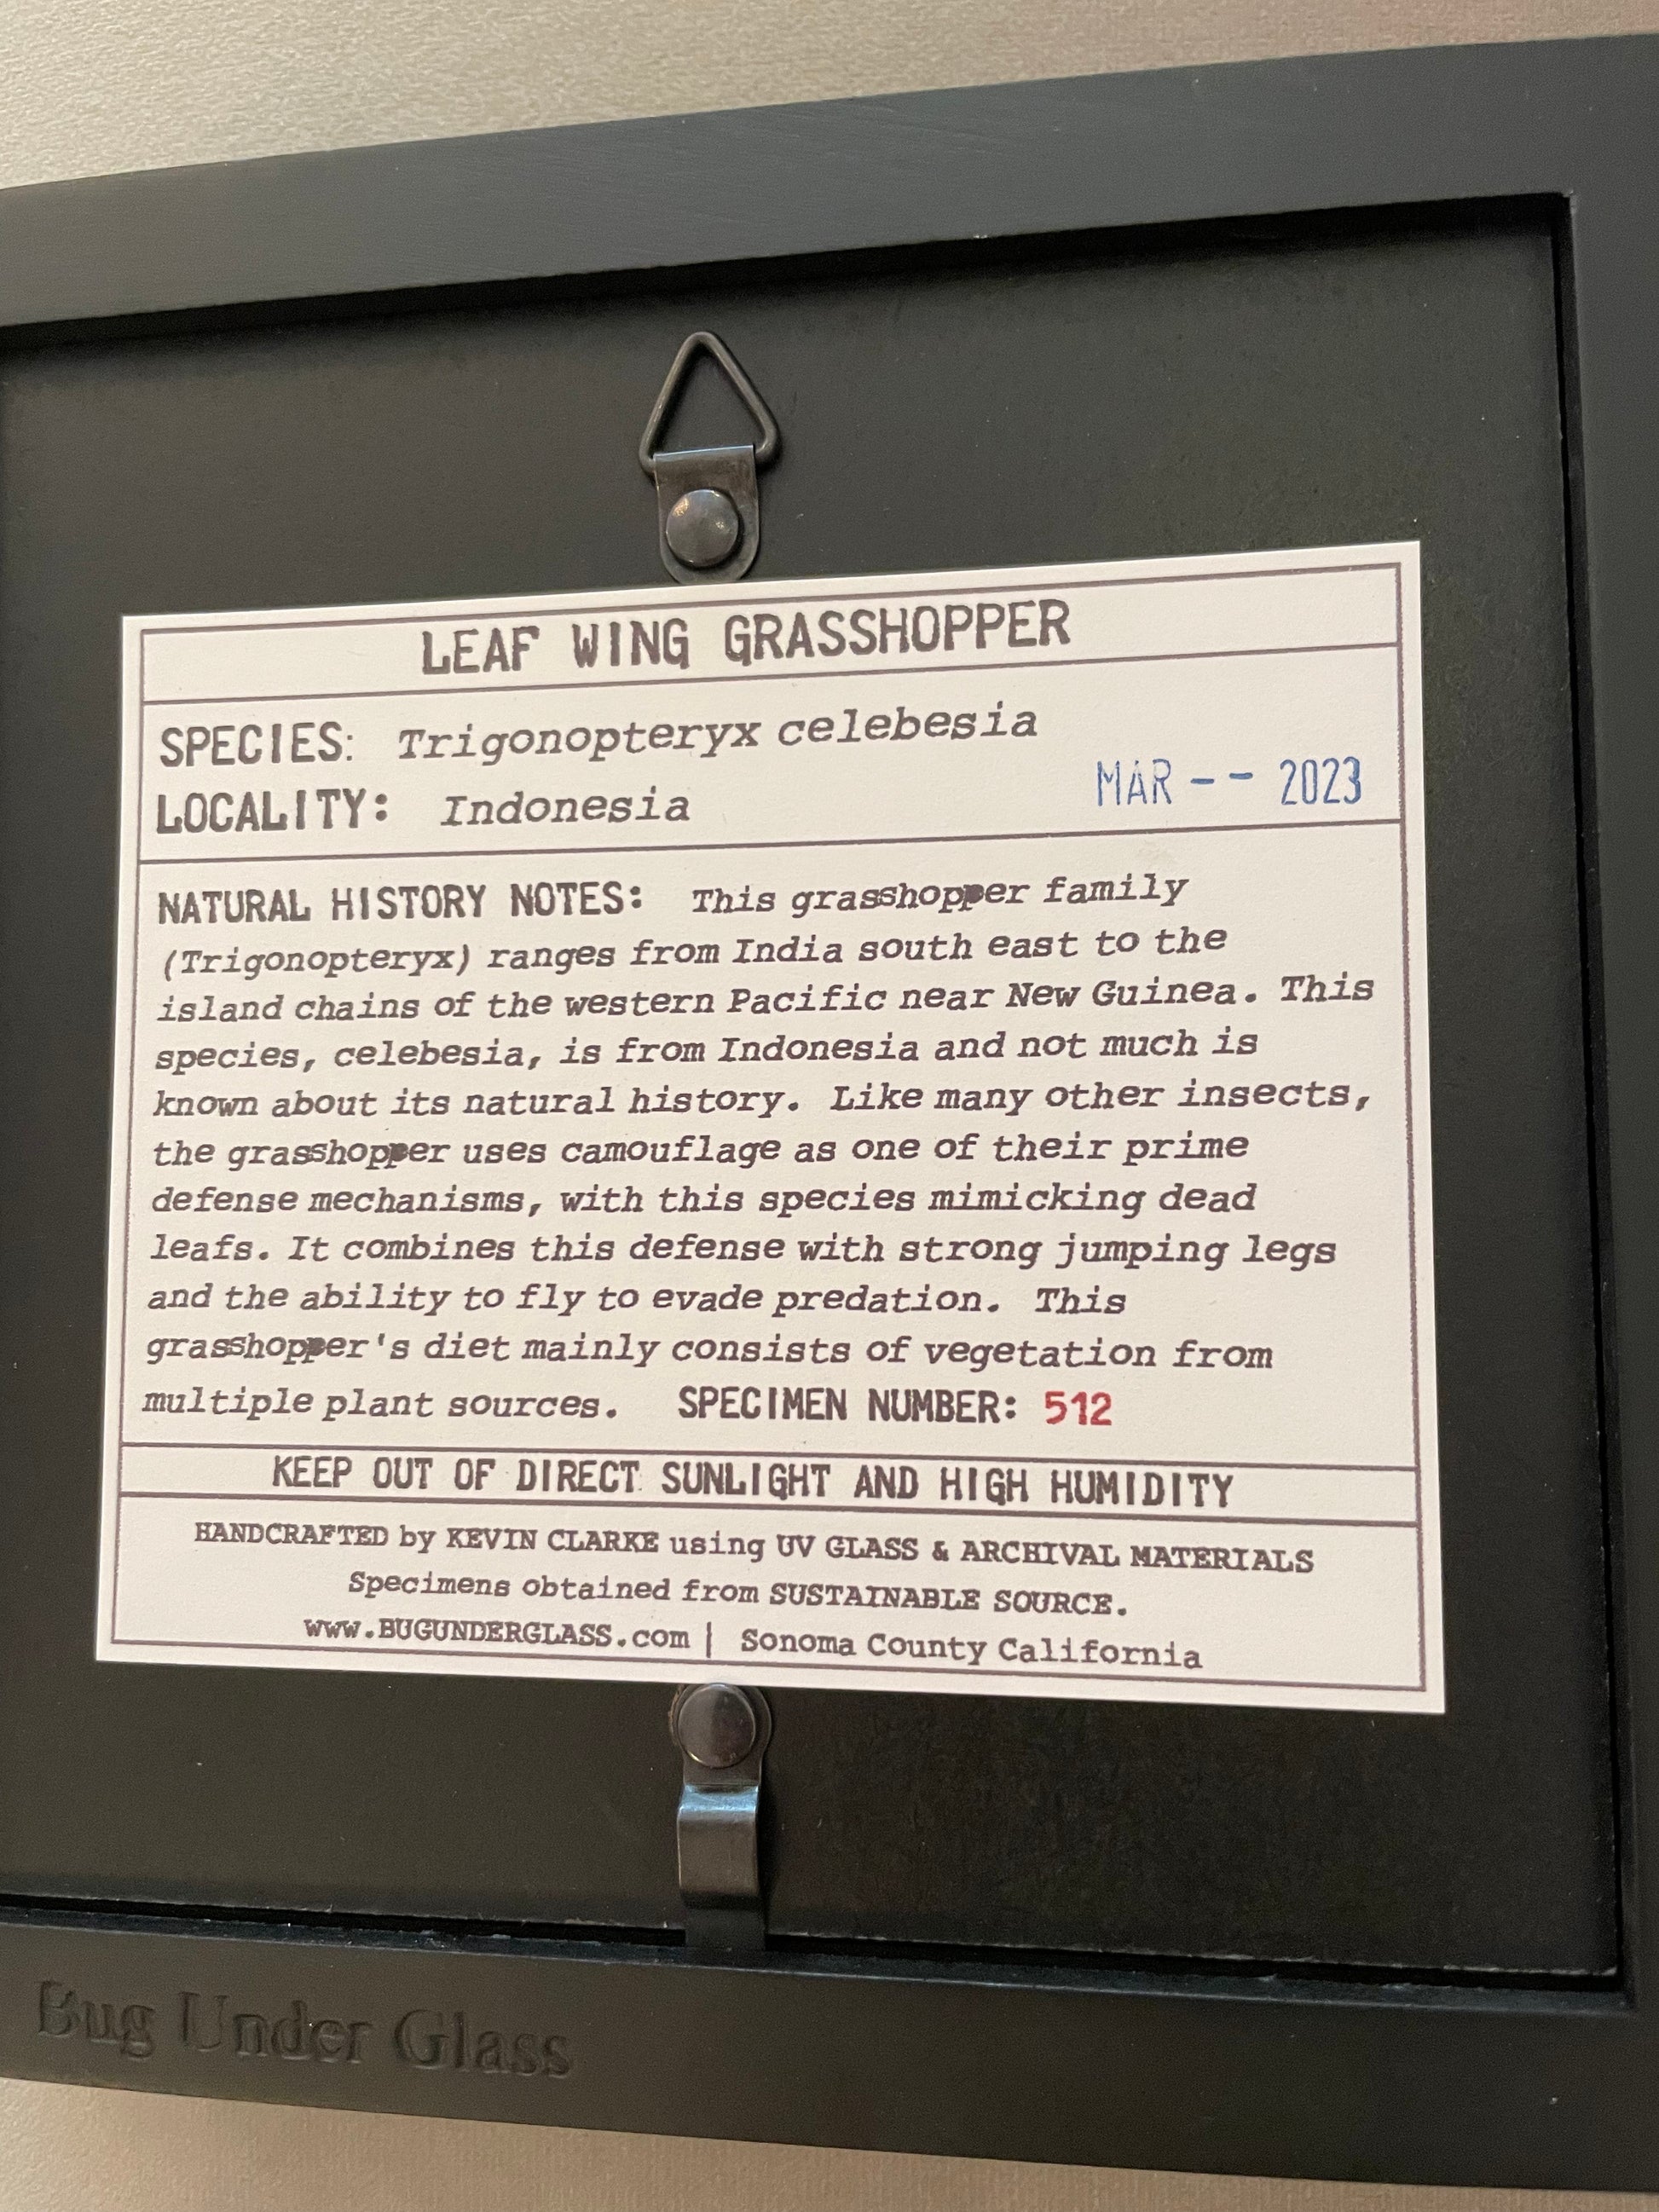 LEAF WING GRASSHOPPER
SPECIES: Trigonopteryx celebesia
LOCALITY: Indonesia
MAR -- 2023
NATURAL HISTORY NOTES: This grasshopper family
(Trigonopteryx) ranges from India south east to the
island chains of the western Pacific near New Guinea. This
species, celebesia, is from Indonesia and not much is
known about its natural history. Like many other insects,
the grasshopper uses camouflage as one of their prime
defense mechanisms, with this species mimicking dead
leafs. It combines this defense with strong jumping legs
and the ability to fly to evade predation. This
grasshopper's diet mainly consists of vegetation from
multiple plant sources. SPECIMEN NUMBER: 512
KEEP OUT OF DIRECT SUNLIGHT AND HIGH HUMIDITY
HANDCRAFTED by KEVIN CLARKE using UV GLASS & ARCHIVAL MATERIALS
Specimens obtained from SUSTAINABLE SOURCE.
www.BUGUNDERGLASS.com | Sonoma County California
Bug Under Glass